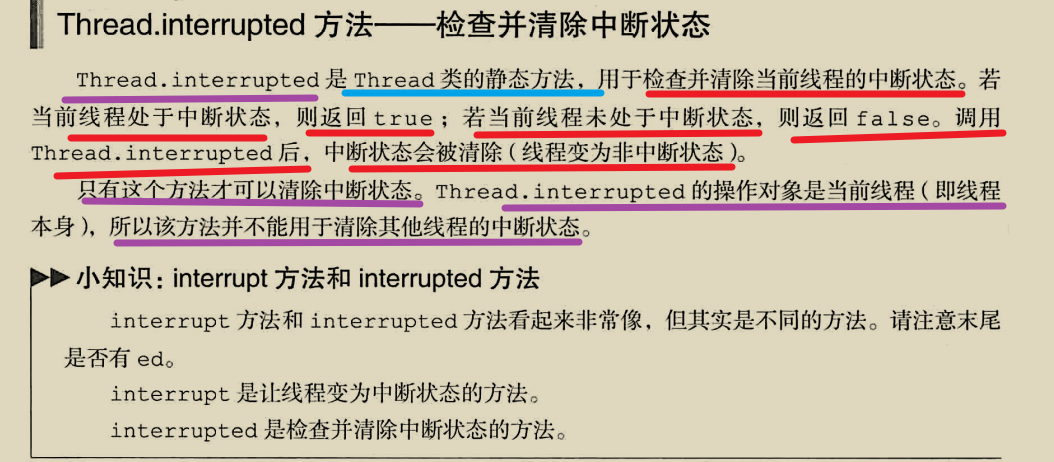 Thread.interrupted 方法——检查并清除中断状态
Thread.interrupted 是 Thread 类的静态方法，用于检查并清除当前线程的中断状态。若
当前线程处于中断状态，则返回 true；若当前线程未处于中断状态，则返回 false。调用
Thread.interrupted 后，中断状态会被清除（线程变为非中断状态）。
只有这个方法才可以清除中断状态。Thread.interrupted 的操作对象是当前线程（即线程
本身），所以该方法并不能用于清除其他线程的中断状态。
▶▶ 小知识：interrupt 方法和 interrupted 方法
interrupt 方法和 interrupted 方法看起来非常像，但其实是不同的方法。请注意末尾
是否有 ed。
interrupt 是让线程变为中断状态的方法。
interrupted 是检查并清除中断状态的方法。